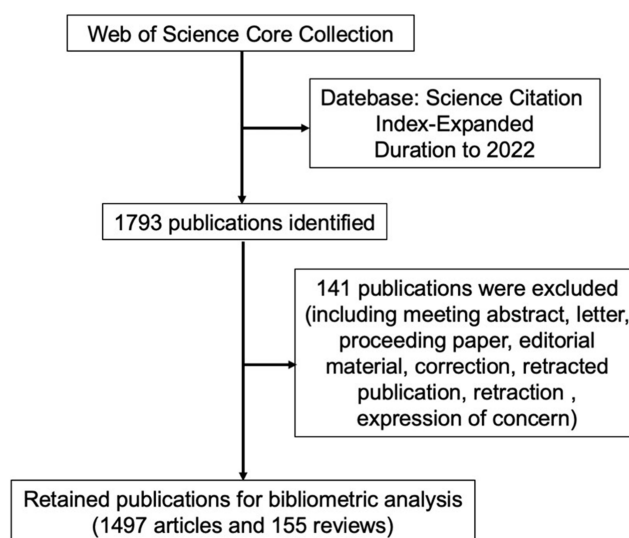 Web of Science Core Collection
Datebase: Science Citation
Index-Expanded
Duration to 2022
1793 publications identified
141 publications were excluded
(including meeting abstract, letter,
proceeding paper, editorial
material, correction, retracted
publication, retraction ,
expression of concern)
Retained publications for bibliometric analysis
(1497 articles and 155 reviews)